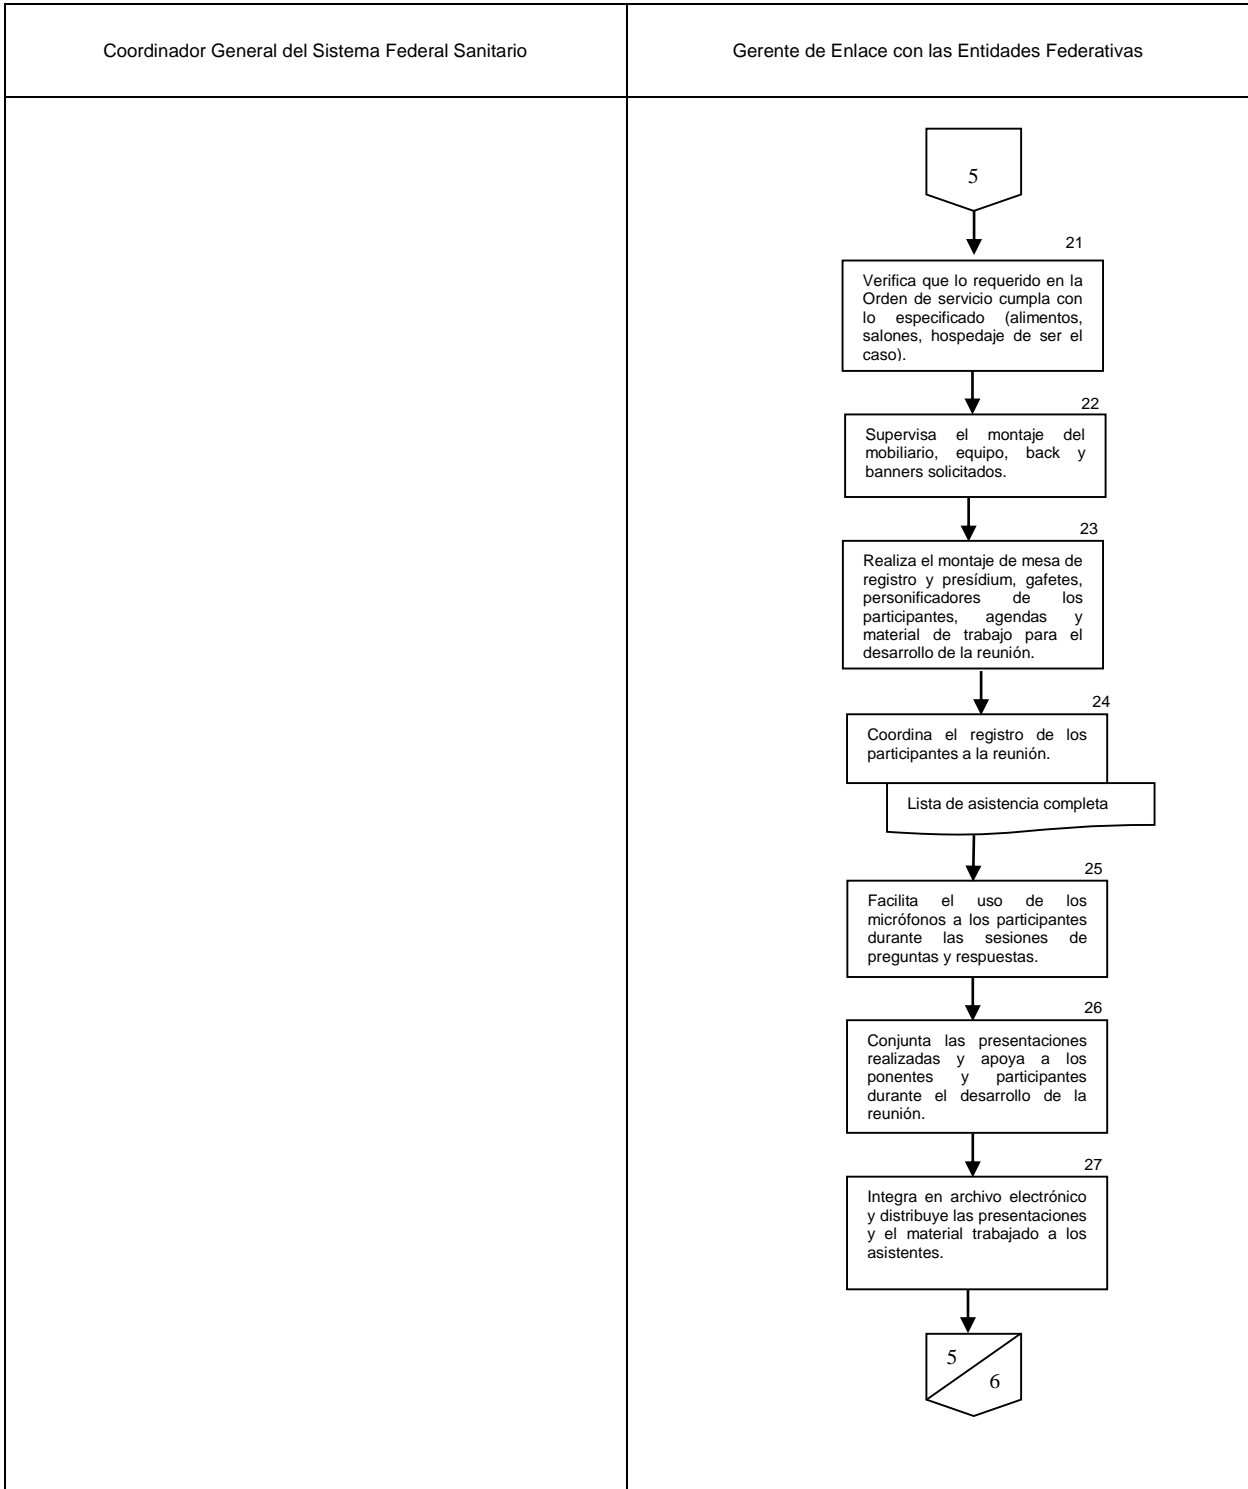 Coordinador General del Sistema Federal Sanitario
Gerente de Enlace con las Entidades Federativas
5
21
Verifica que lo requerido en la
Orden de servicio cumpla con
lo especificado (alimentos,
salones, hospedaje de ser el
caso).
22
Supervisa el montaje del
mobiliario, equipo, back y
banners solicitados.
23
Realiza el montaje de mesa de
registro y presídium, gafetes,
personificadores de los
participantes, agendas y
material de trabajo para el
desarrollo de la reunión.
24
Coordina el registro de los
participantes a la reunión.
Lista de asistencia completa
25
Facilita el uso de los
micrófonos a los participantes
durante las sesiones de
preguntas y respuestas.
26
Conjunta las presentaciones
realizadas y apoya a los
ponentes y participantes
durante el desarrollo de la
reunión.
27
Integra en archivo electrónico
y distribuye las presentaciones
y el material trabajado a los
asistentes.
5
6